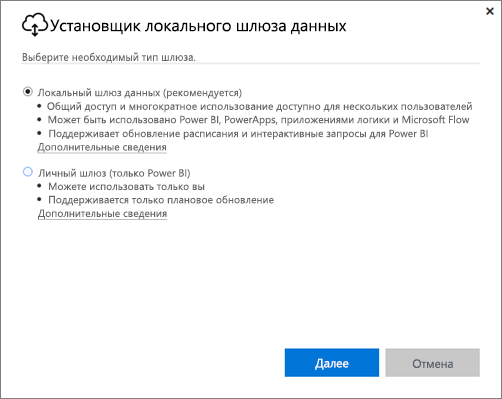 Установщик локального шлюза данных
Выберите необходимый тип шлюза.
Локальный шлюз данных (рекомендуется)
• Общий доступ и многократное использование доступно для нескольких пользователей
• Может быть использовано Power BI, PowerApps, приложениями логики и Microsoft Flow
• Поддерживает обновление расписания и интерактивные запросы для Power BI
Дополнительные сведения
Личный шлюз (только Power BI)
• Можете использовать только вы
• Поддерживается только плановое обновление
Дополнительные сведения
Далее
Отмена